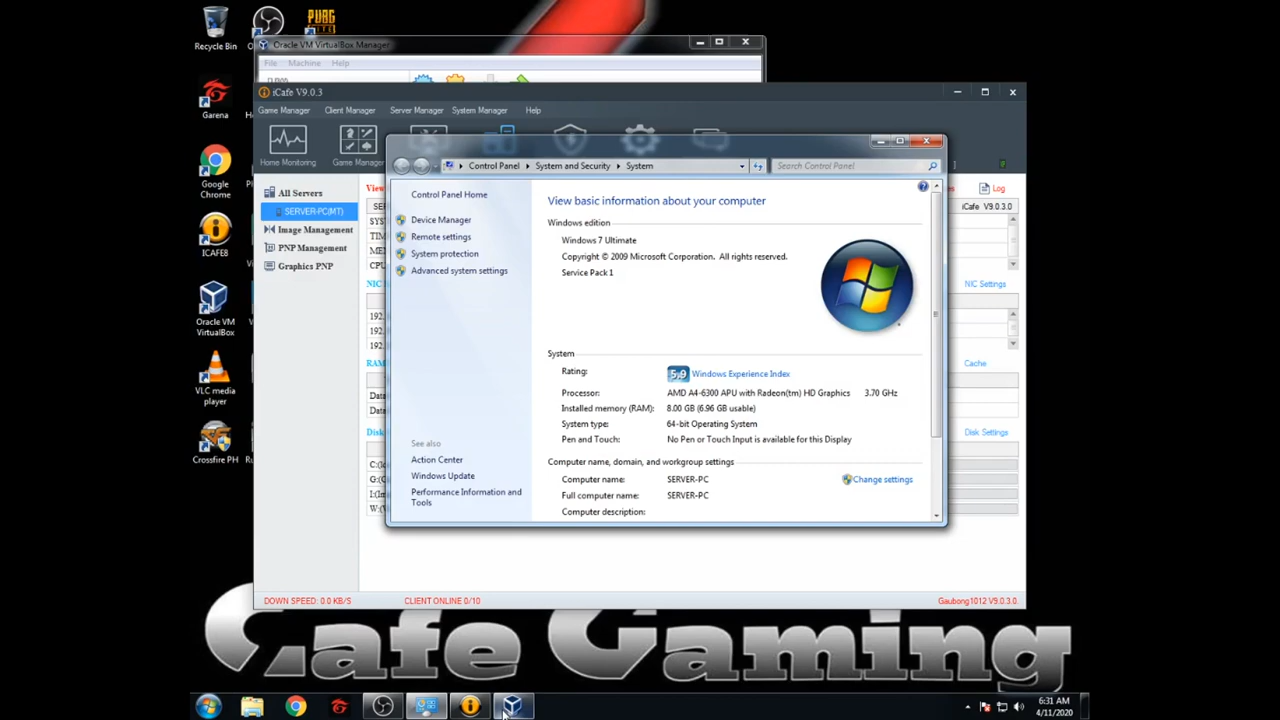 Recycle Bin
PUBG
Oracle VM VirtualBox Manager
File Machine Help
Garena
iCafe V9.0.3
Game Manager Client Manager Server Manager System Manager Help
Home Monitoring Game Manager
Control Panel System and Security System
Search Control Panel
Google Chrome
All Servers
SERVER-PC(MT)
Image Management
PNP Management
Graphics PNP
Log
iCafe V9.0.3.0
NIC Settings
Cache
Disk Settings
192.
192.
192.
RAM
Control Panel Home
Device Manager
Remote settings
System protection
Advanced system settings
See also
Action Center
Windows Update
Performance Information and
Tools
View basic information about your computer
Windows edition
Windows 7 Ultimate
Copyright © 2009 Microsoft Corporation. All rights reserved.
Service Pack 1
System
Rating: 5.9 Windows Experience Index
Processor: AMD A4-6300 APU with Radeon(tm) HD Graphics 3.70 GHz
Installed memory (RAM): 8.00 GB (6.96 GB usable)
System type: 64-bit Operating System
Pen and Touch: No Pen or Touch Input is available for this Display
Computer name, domain, and workgroup settings
Computer name: SERVER-PC
Change settings
Full computer name: SERVER-PC
Computer description:
ICAFE8
Oracle VM
VirtualBox
VLC media
player
Crossfire PH
DOWN SPEED: 0.0 KB/S
CLIENT ONLINE 0/10
Gaubong1012 V9.0.3.0
Cafe Gaming
6:31 AM
4/11/2020